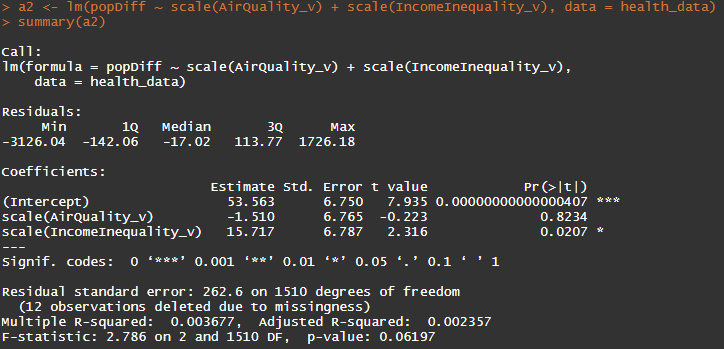 > a2 <- lm(popDiff ~ scale(AirQuality_v) + scale(IncomeInequality_v), data = health_data)
> summary(a2)
Call:
lm(formula = popDiff ~ scale(AirQuality_v) + scale(IncomeInequality_v),
    data = health_data)
Residuals:
     Min       1Q   Median       3Q      Max
-3126.04  -142.06   -17.02   113.77  1726.18
Coefficients:
                          Estimate Std. Error t value             Pr(>|t|)
(Intercept)                 53.563      6.750   7.935 0.00000000000000407 ***
scale(AirQuality_v)         -1.510      6.765  -0.223              0.8234
scale(IncomeInequality_v)   15.717      6.787   2.316              0.0207 *
---
Signif. codes:  0 ‘***’ 0.001 ‘**’ 0.01 ‘*’ 0.05 ‘.’ 0.1 ‘ ’ 1
Residual standard error: 262.6 on 1510 degrees of freedom
  (12 observations deleted due to missingness)
Multiple R-squared:  0.003677,  Adjusted R-squared:  0.002357
F-statistic: 2.786 on 2 and 1510 DF,  p-value: 0.06197